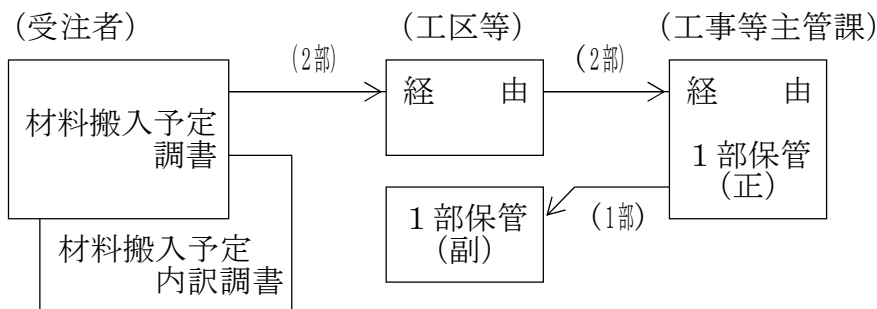 (受注者)
(工区等)
(工事等主管課)
(2部)
(2部)
経　　由
経　　由
材料搬入予定
調書
１部保管
(正)
１部保管
(副)
(1部)
材料搬入予定
内訳調書